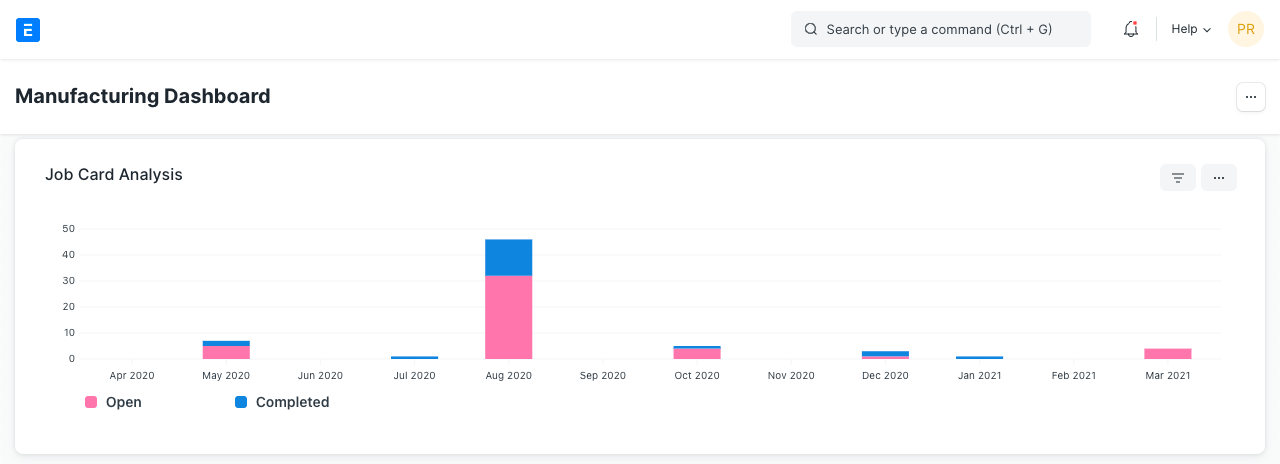 E
Search or type a command (Ctrl + G)
Help
PR
Manufacturing Dashboard
Job Card Analysis
50
40
30
20
10
0
Apr 2020 May 2020 Jun 2020 Jul 2020 Aug 2020 Sep 2020 Oct 2020 Nov 2020 Dec 2020 Jan 2021 Feb 2021 Mar 2021
Open Completed